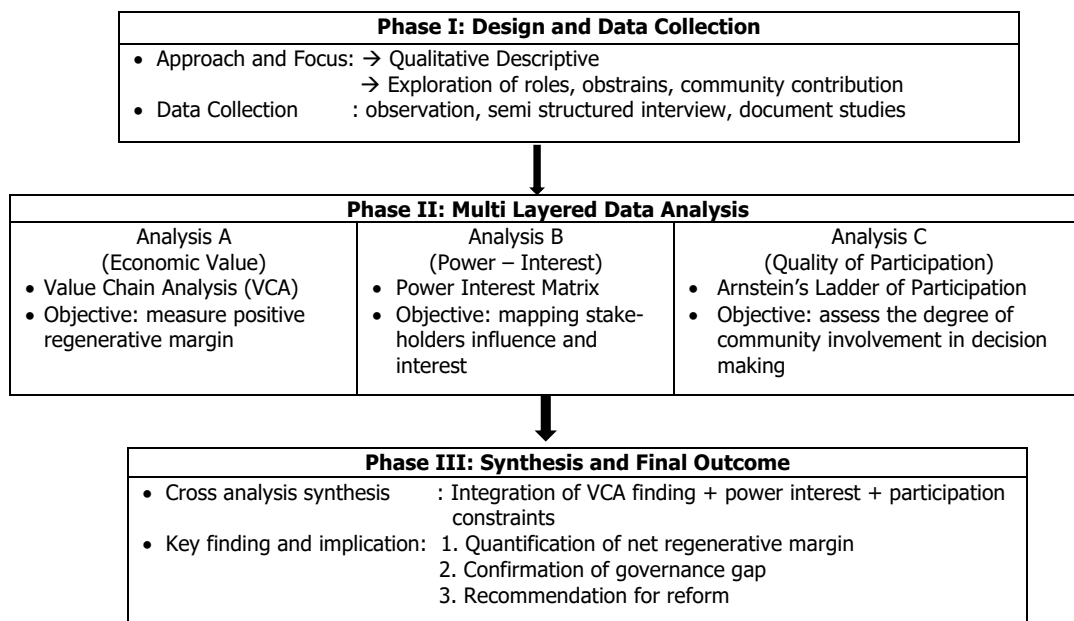 Phase I: Design and Data Collection
• Approach and Focus: → Qualitative Descriptive
→ Exploration of roles, obstrains, community contribution
• Data Collection : observation, semi structured interview, document studies
Phase II: Multi Layered Data Analysis
Analysis A
(Economic Value)
• Value Chain Analysis (VCA)
• Objective: measure positive
regenerative margin
Analysis B
(Power – Interest)
• Power Interest Matrix
• Objective: mapping stake-
holders influence and
interest
Analysis C
(Quality of Participation)
• Arnstein's Ladder of Participation
• Objective: assess the degree of
community involvement in decision
making
Phase III: Synthesis and Final Outcome
• Cross analysis synthesis : Integration of VCA finding + power interest + participation
constraints
• Key finding and implication: 1. Quantification of net regenerative margin
2. Confirmation of governance gap
3. Recommendation for reform